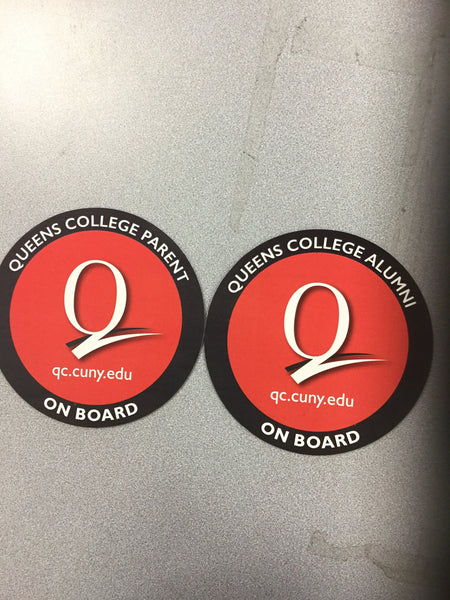 QUEENS COLLEGE PARENT
Q
qc.cuny.edu
ON BOARD
QUEENS COLLEGE ALUMNI
Q
qc.cuny.edu
ON BOARD